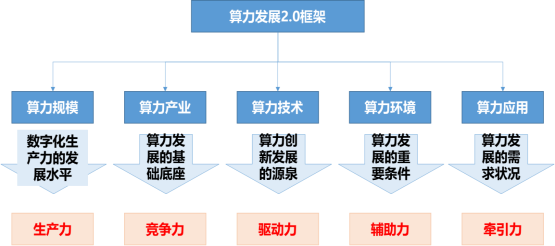 算力发展2.0框架
算力规模
算力产业
算力技术
算力环境
算力应用
数字化生
产力的发
展水平
算力发
展的基
础底座
算力创
新发展
的源泉
算力发
展的重
要条件
算力发
展的需
求状况
生产力
竞争力
驱动力
辅助力
牵引力